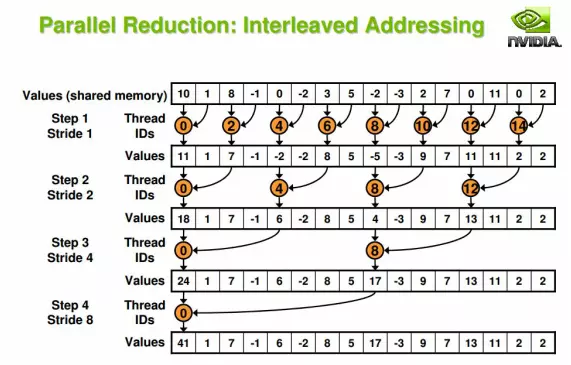 Parallel Reduction: Interleaved Addressing
NVIDIA.
Values (shared memory) 10 1 8 -1 0 -2 3 5 -2 -3 2 7 0 11 0 2
Step 1 Thread 0 2 4 6 8 10 12 14
Stride 1 IDs
Values 11 1 7 -1 -2 -2 8 5 -5 -3 9 7 11 11 2 2
Step 2 Thread 0 4 8 12
Stride 2 IDs
Values 18 1 7 -1 6 -2 8 5 4 -3 9 7 13 11 2 2
Step 3 Thread 0 8
Stride 4 IDs
Values 24 1 7 -1 6 -2 8 5 17 -3 9 7 13 11 2 2
Step 4 Thread 0
Stride 8 IDs
Values 41 1 7 -1 6 -2 8 5 17 -3 9 7 13 11 2 2